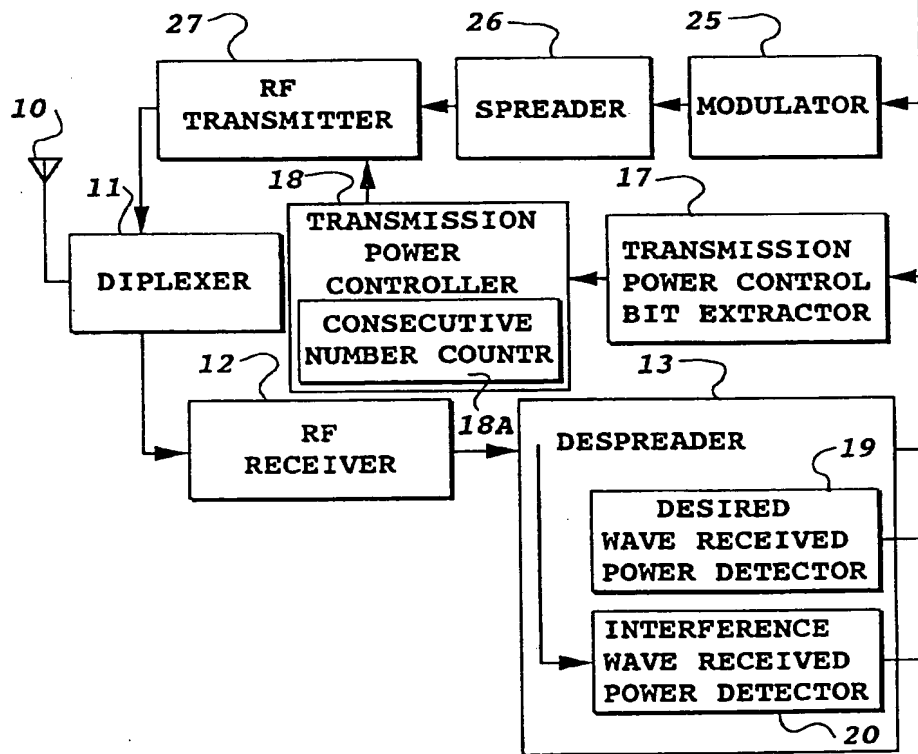 27
26
25
RF
TRANSMITTER
SPREADER
MODULATOR
10
11
18
17
DIPLEXER
TRANSMISSION
POWER
CONTROLLER
CONSECUTIVE
NUMBER COUNTR
TRANSMISSION
POWER CONTROL
BIT EXTRACTOR
12
18A
13
RF
RECEIVER
DESPREADER
19
DESIRED
WAVE RECEIVED
POWER DETECTOR
INTERFERENCE
WAVE RECEIVED
POWER DETECTOR
20